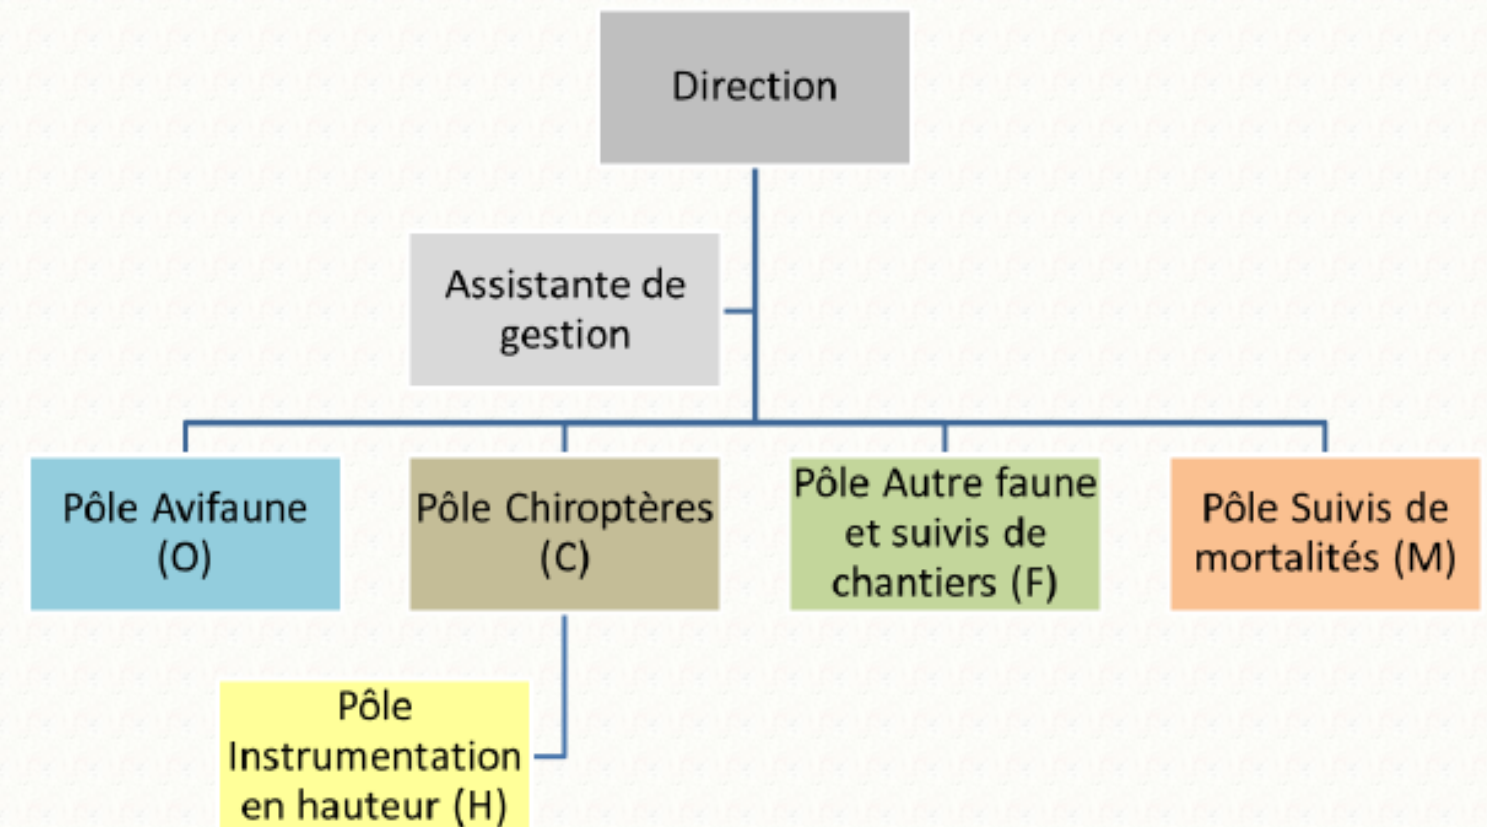 Direction
Assistante de
gestion
Pôle Avifaune
(O)
Pôle Chiroptères
(C)
Pôle Autre faune
et suivis de
chantiers (F)
Pôle Suivis de
mortalités (M)
Pôle
Instrumentation
en hauteur (H)